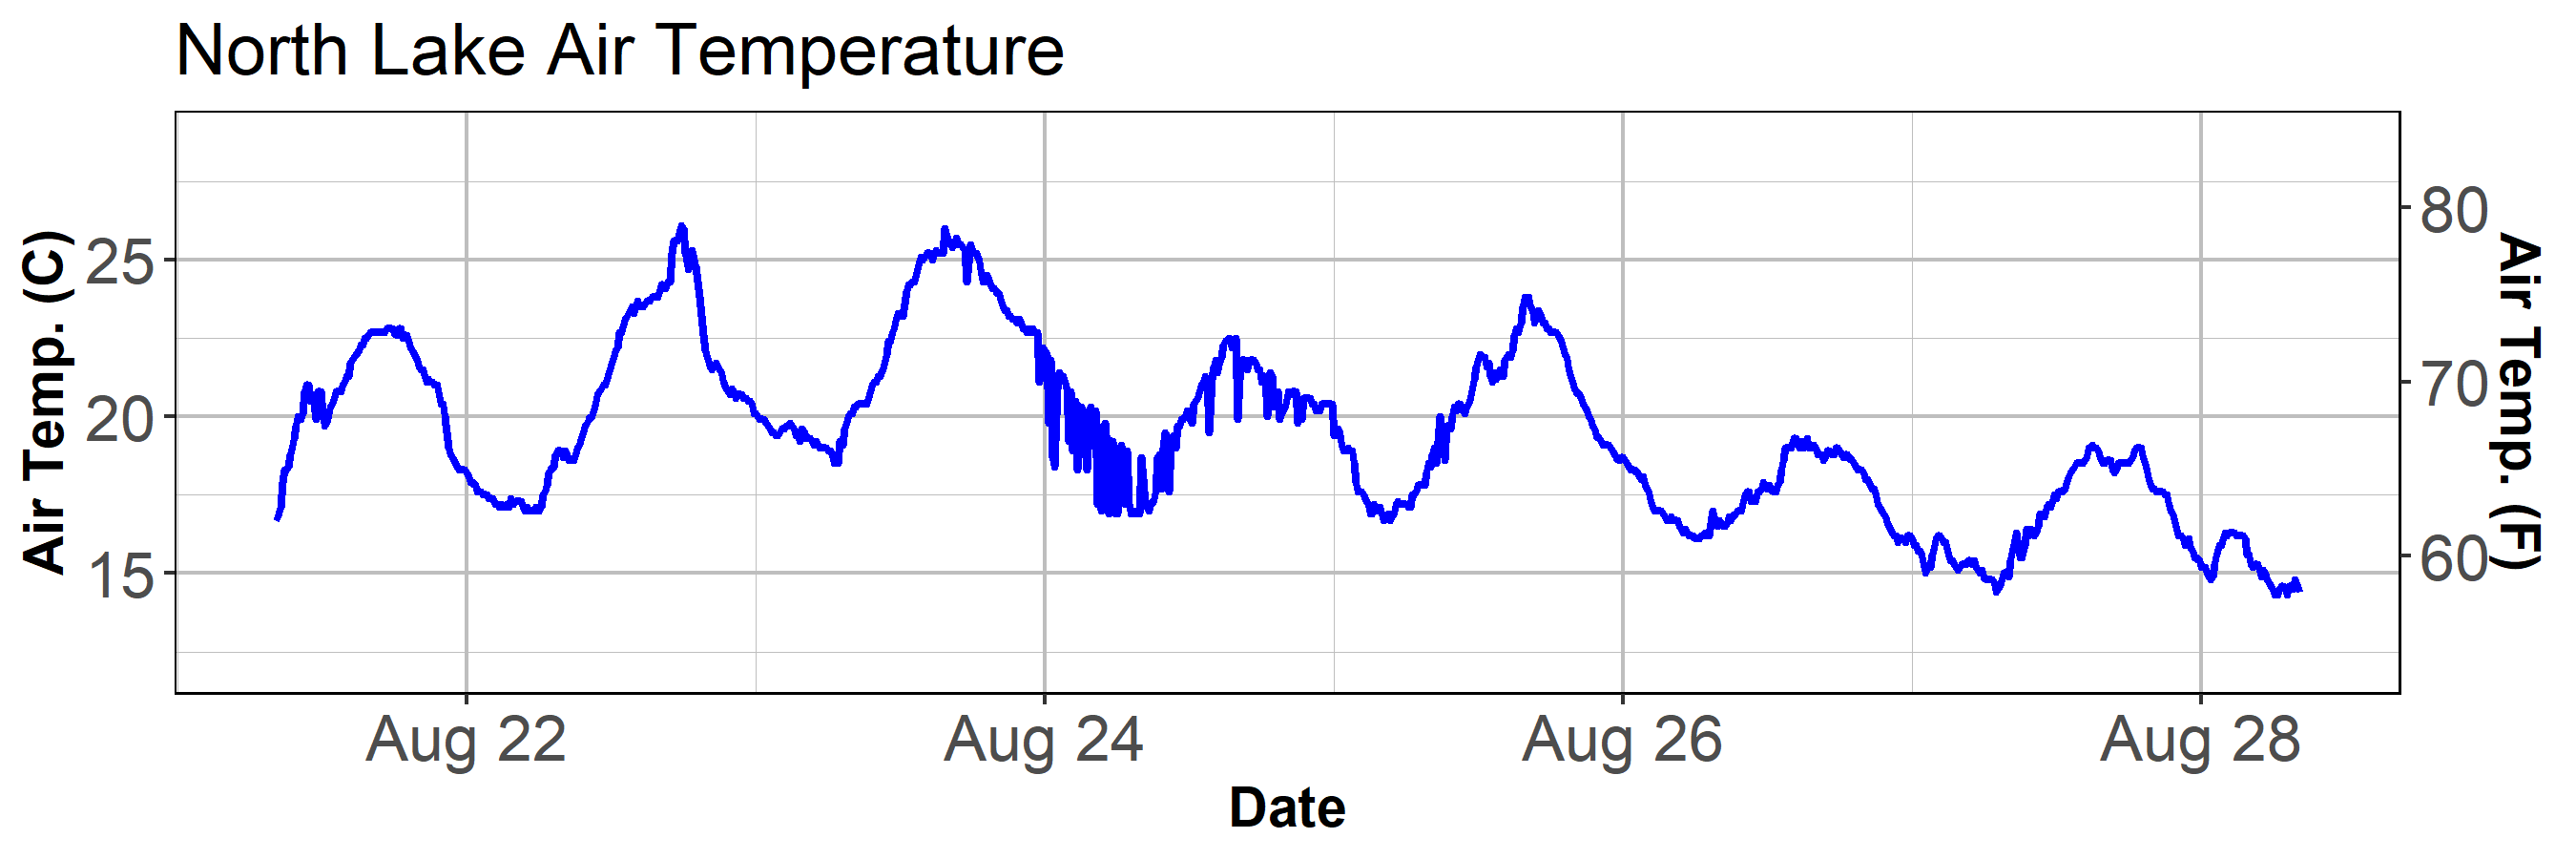 North Lake Air Temperature
Air Temp. (C)
25
20
15
80
70
60
Air Temp. (F)
Aug 22 Aug 24 Aug 26 Aug 28
Date